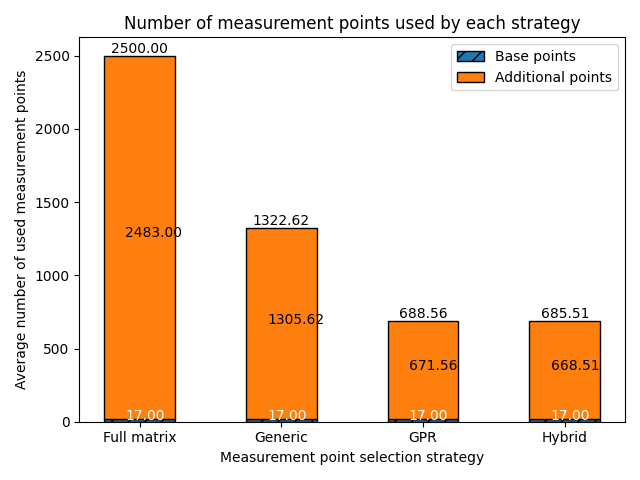 Number of measurement points used by each strategy
Average number of used measurement points
2500
2000
1500
1000
500
0
Base points
Additional points
2500.00
2483.00
17.00
1322.62
1305.62
17.00
688.56
671.56
17.00
685.51
668.51
17.00
Full matrix
Generic
GPR
Hybrid
Measurement point selection strategy